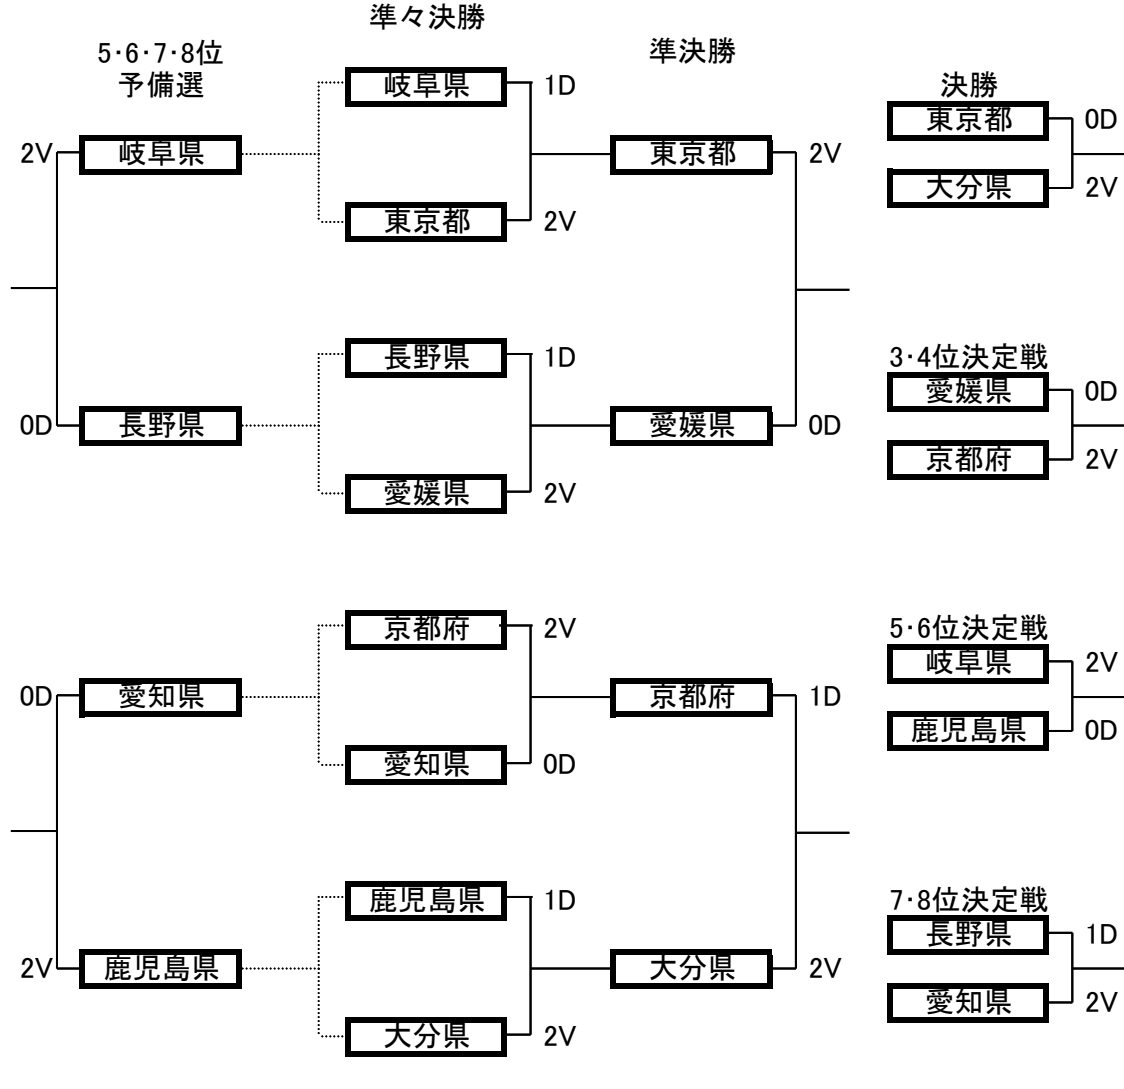 準々決勝
5・6・7・8位
予備選
準決勝
決勝
岐阜県 1D
東京都 0D
2V 岐阜県
東京都 2V
大分県 2V
東京都 2V
長野県 1D
3・4位決定戦
愛媛県 0D
0D 長野県
愛媛県 0D
京都府 2V
愛媛県 2V
京都府 2V
5・6位決定戦
岐阜県 2V
0D 愛知県
京都府 1D
鹿児島県 0D
愛知県 0D
鹿児島県 1D
7・8位決定戦
長野県 1D
2V 鹿児島県
大分県 2V
愛知県 2V
大分県 2V